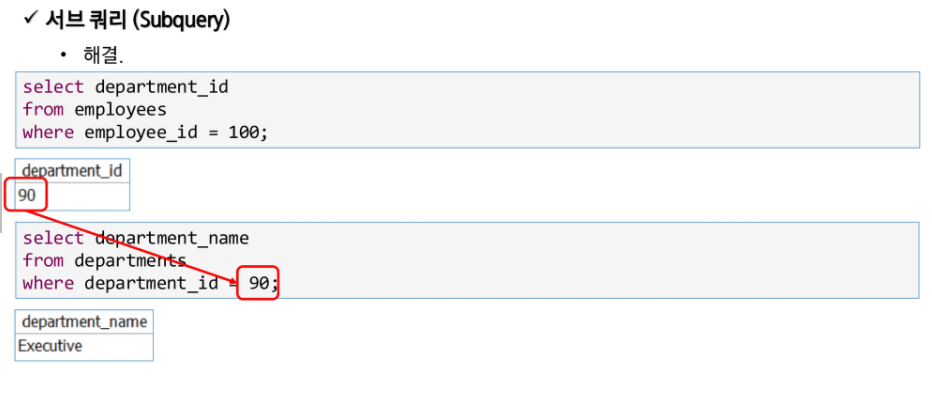 ✓ 서브 쿼리 (Subquery)
• 해결.
select department_id
from employees
where employee_id = 100;
department_id
90
select department_name
from departments
where department_id = 90;
department_name
Executive